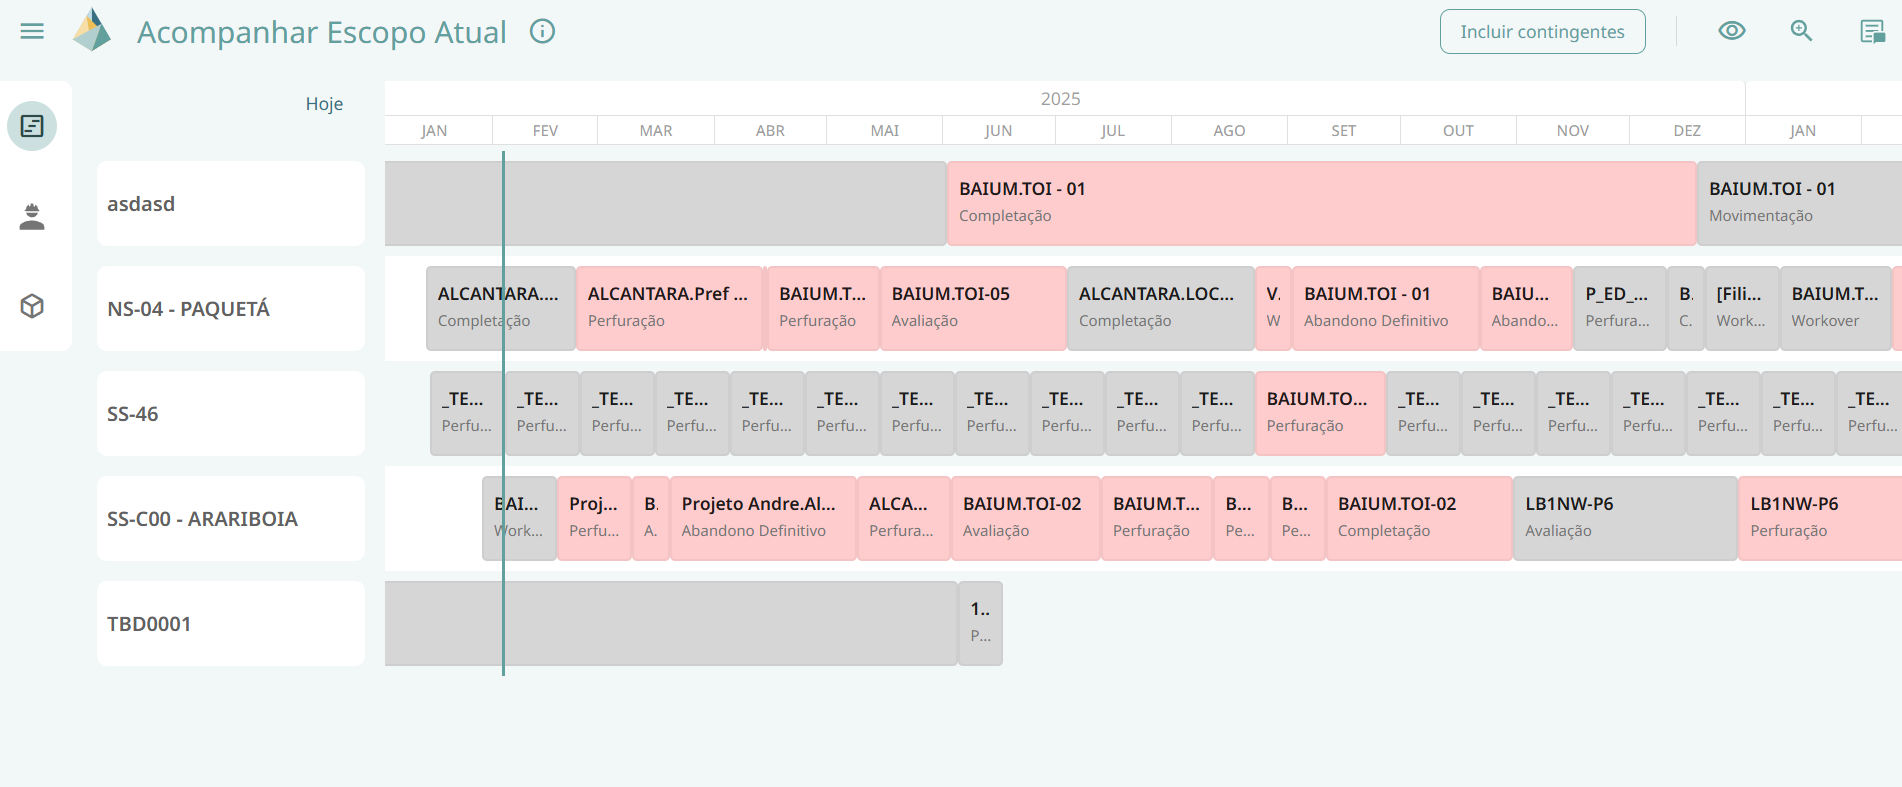 Acompanhar Escopo Atual
Incluir contingentes
Hoje
2025
JAN FEV MAR ABR MAI JUN JUL AGO SET OUT NOV DEZ JAN
asdasd
BAIUM.TOI - 01
Completação
BAIUM.TOI - 01
Movimentação
NS-04 - PAQUETÁ
ALCANTARA....
Completação
ALCANTARA.Pref ...
Perfuração
BAIUM.T...
Perfuração
BAIUM.TOI-05
Avaliação
ALCANTARA.LOC...
Completação
V.
W
BAIUM.TOI - 01
Abandono Definitivo
BAIU...
Abando...
P_ED_...
Perfura...
B.
C.
[Fili...
Work...
BAIUM.T...
Workover
SS-46
_TE...
Perfu...
_TE...
Perfu...
_TE...
Perfu...
_TE...
Perfu...
_TE...
Perfu...
_TE...
Perfu...
_TE...
Perfu...
_TE...
Perfu...
_TE...
Perfu...
_TE...
Perfu...
_TE...
Perfu...
BAIUM.TO...
Perfuração
_TE...
Perfu...
_TE...
Perfu...
_TE...
Perfu...
_TE...
Perfu...
_TE...
Perfu...
_TE...
Perfu...
_TE...
Perfu...
SS-C00 - ARARIBOIA
BAI...
Work...
Proj...
Perfu...
B.
A.
Projeto Andre.Al...
Abandono Definitivo
ALCA...
Perfura...
BAIUM.TOI-02
Avaliação
BAIUM.T...
Perfuração
B...
Pe...
B...
Pe...
BAIUM.TOI-02
Completação
LB1NW-P6
Avaliação
LB1NW-P6
Perfuração
TBD0001
1..
P...